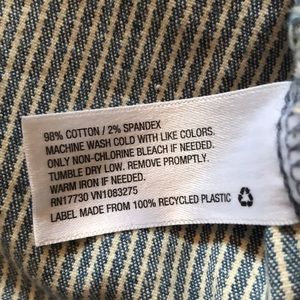 98% COTTON / 2% SPANDEX
MACHINE WASH COLD WITH LIKE COLORS.
ONLY NON-CHLORINE BLEACH IF NEEDED.
TUMBLE DRY LOW. REMOVE PROMPTLY.
WARM IRON IF NEEDED.
RN17730 VN1083275
LABEL MADE FROM 100% RECYCLED PLASTIC